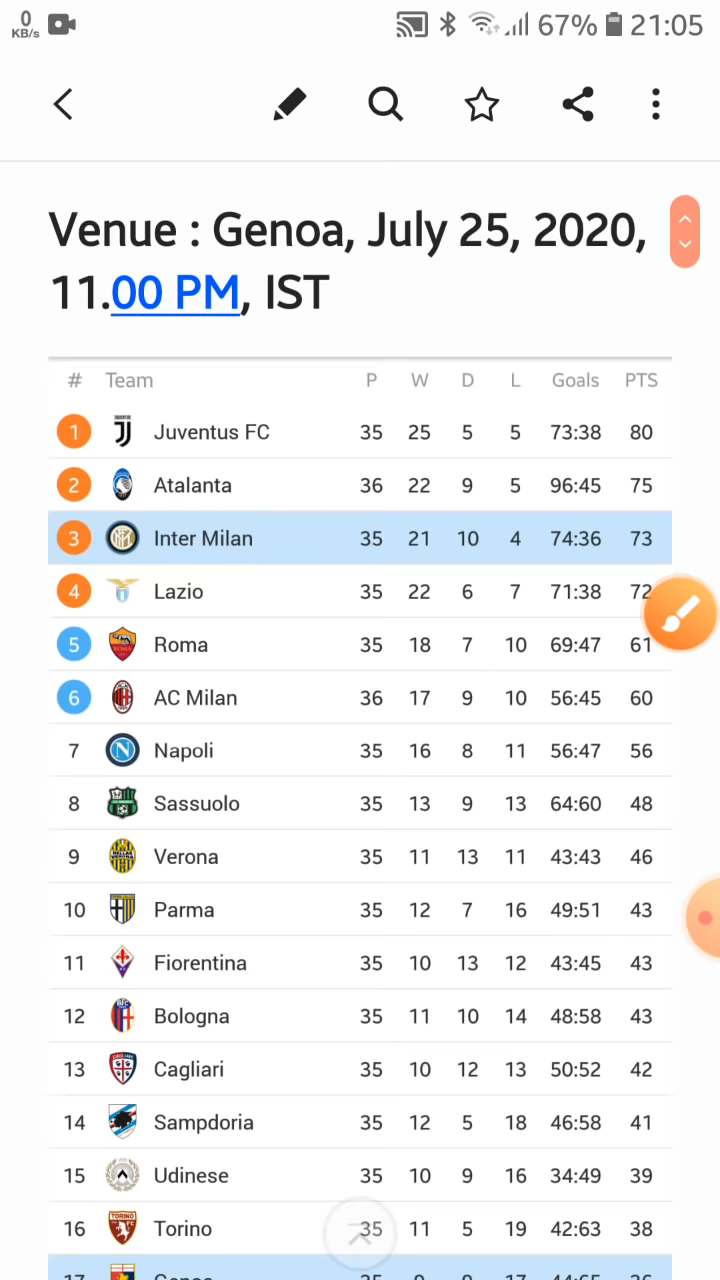 0
KB/s
67% 21:05
Venue : Genoa, July 25, 2020,
11.00 PM, IST
# Team P W D L Goals PTS
1 Juventus FC 35 25 5 5 73:38 80
2 Atalanta 36 22 9 5 96:45 75
3 Inter Milan 35 21 10 4 74:36 73
4 Lazio 35 22 6 7 71:38 72
5 Roma 35 18 7 10 69:47 61
6 AC Milan 36 17 9 10 56:45 60
7 Napoli 35 16 8 11 56:47 56
8 Sassuolo 35 13 9 13 64:60 48
9 Verona 35 11 13 11 43:43 46
10 Parma 35 12 7 16 49:51 43
11 Fiorentina 35 10 13 12 43:45 43
12 Bologna 35 11 10 14 48:58 43
13 Cagliari 35 10 12 13 50:52 42
14 Sampdoria 35 12 5 18 46:58 41
15 Udinese 35 10 9 16 34:49 39
16 Torino 35 11 5 19 42:63 38
17 Genoa 35